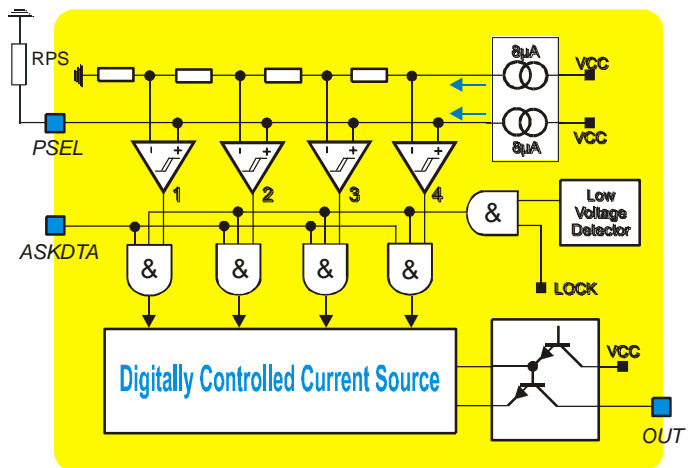 RPS
8µA
VCC
VCC
8µA
PSEL
- +
- +
- +
- +
1
2
3
4
ASKDTA
&
Low
Voltage
Detector
&
&
&
&
LOCK
Digitally Controlled Current Source
VCC
OUT